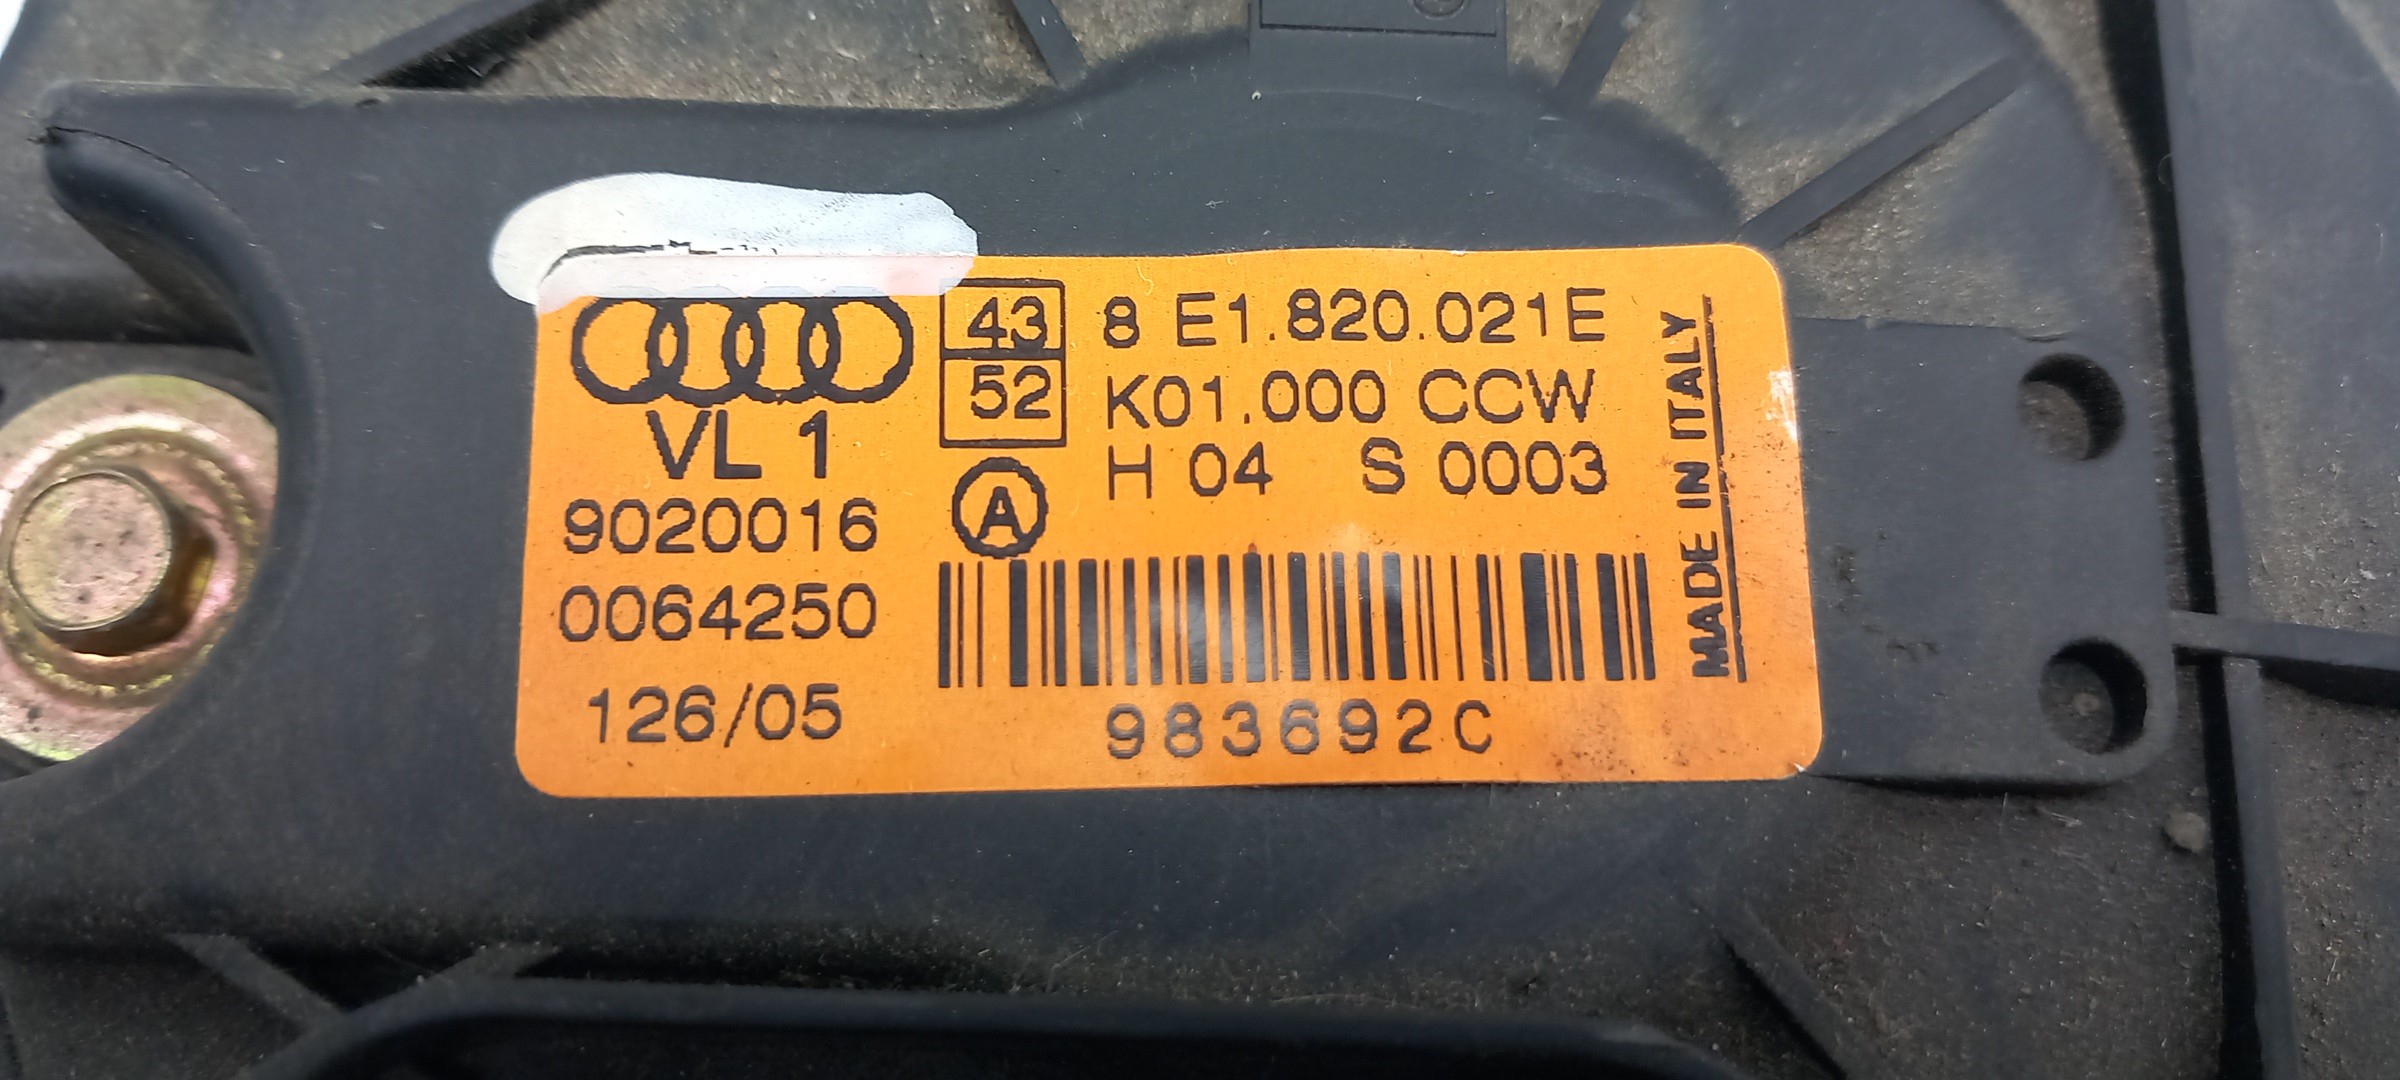 43 8 E1.820.021E
52 K01.000 CCW
VL 1
A H 04 S 0003
9020016
0064250
126/05
983692C
MADE IN ITALY